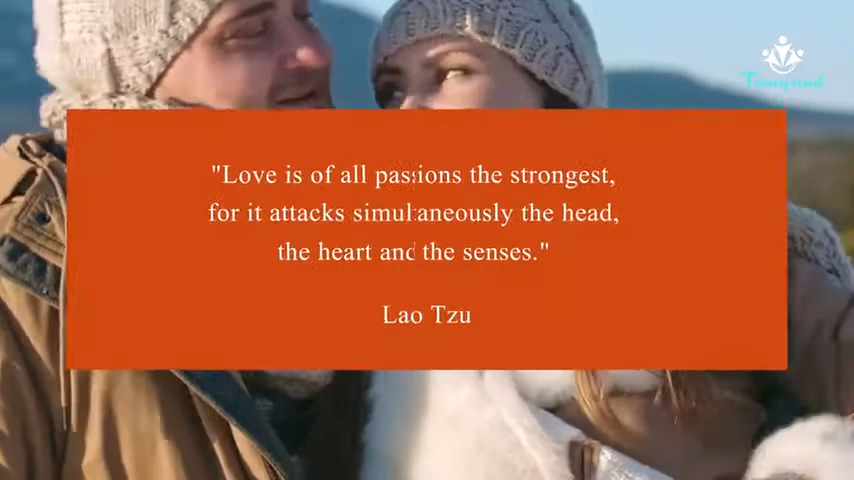 "Love is of all passions the strongest,
for it attacks simultaneously the head,
the heart and the senses."
Lao Tzu